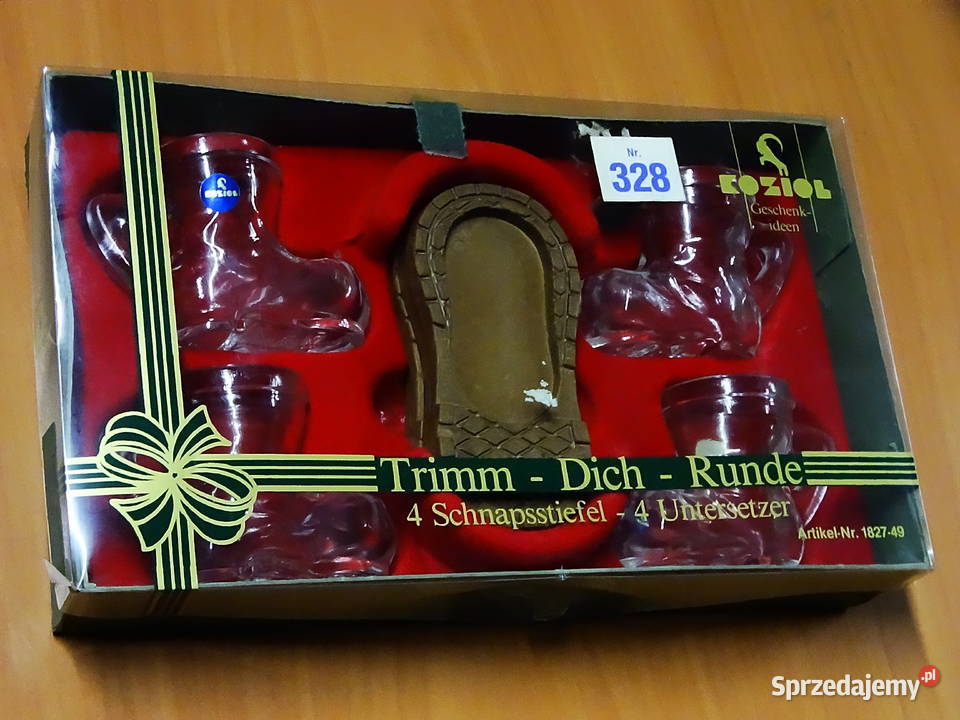 KOZIOL
Nr.
328
KOZIOL
Geschenk-
ideen
Trimm - Dich - Runde
4 Schnapsstiefel - 4 Untersetzer
Artikel-Nr. 1827-49
Sprzedajemy.pl